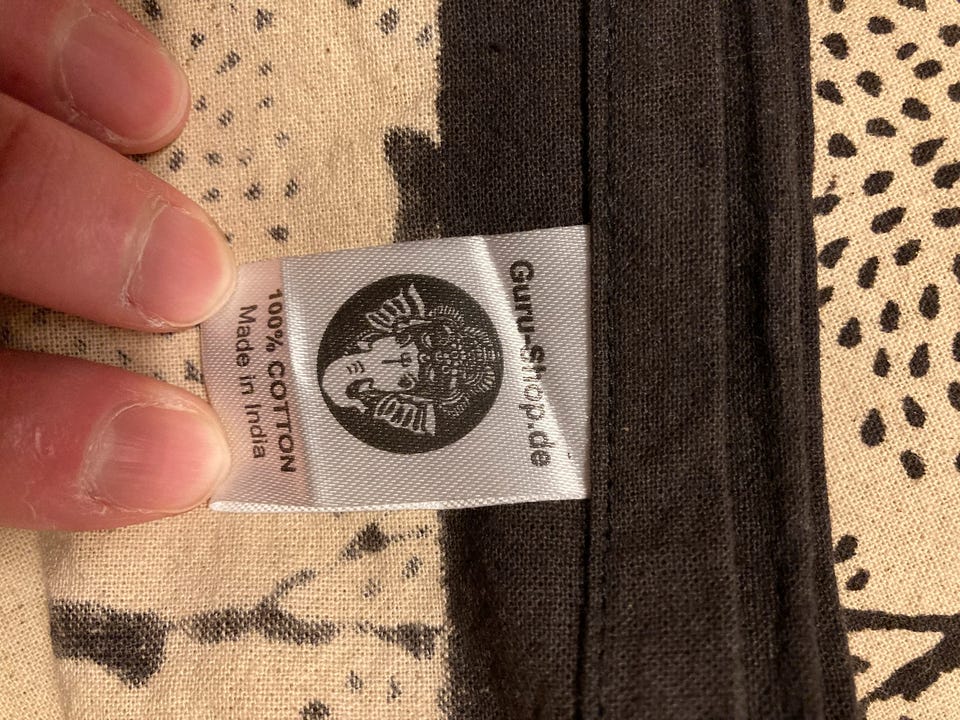 Guru-Shop.de
100% COTTON
Made in India